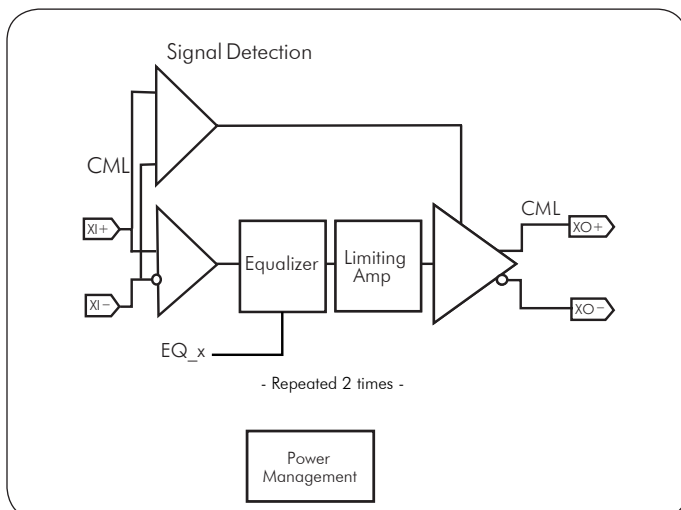 Signal Detection
CML
XI+
XI−
Equalizer
Limiting
Amp
CML
XO+
XO−
EQ_x
- Repeated 2 times -
Power
Management